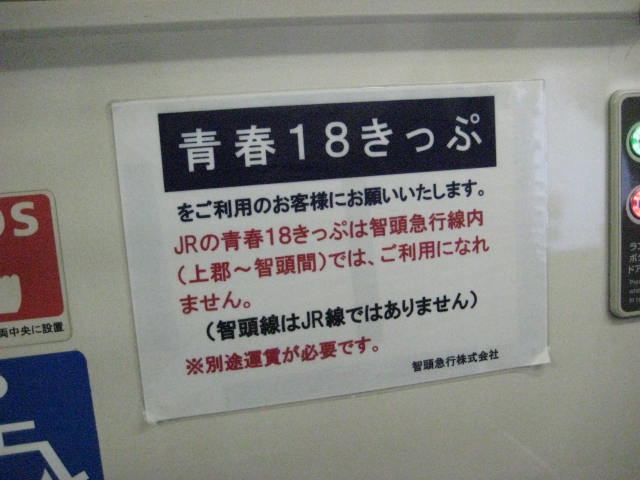 青春18きっぷ
をご利用のお客様にお願いいたします。
JRの青春18きっぷは智頭急行線内
(上郡~智頭間)では、ご利用になれ
ません。
(智頭線はJR線ではありません)
※別途運賃が必要です。
智頭急行株式会社
OS
両中央に設置